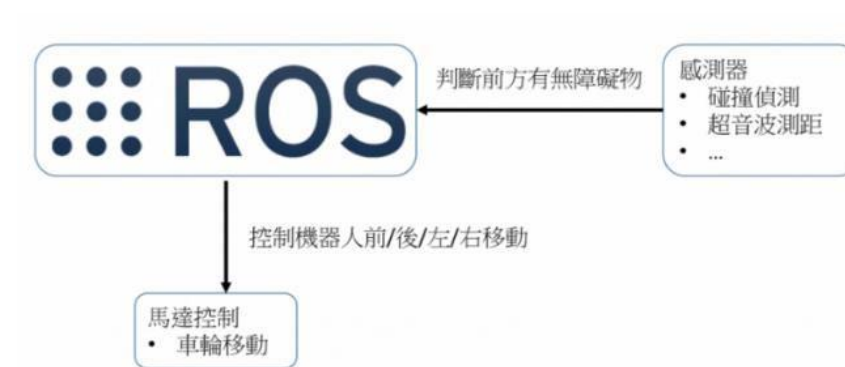 ROS
判斷前方有無障礙物
感測器
• 碰撞偵測
• 超音波測距
• ...
控制機器人前/後/左/右移動
馬達控制
• 車輪移動